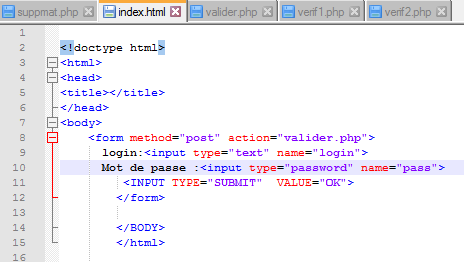 suppmat.php index.html valider.php verif1.php verif2.php
1
2 <!doctype html>
3 <html>
4 <head>
5 <title></title>
6 </head>
7 <body>
8 <form method="post" action="valider.php">
9 login:<input type="text" name="login">
10 Mot de passe :<input type="password" name="pass">
11 <INPUT TYPE="SUBMIT" VALUE="OK">
12 </form>
13
14 </BODY>
15 </html>
16